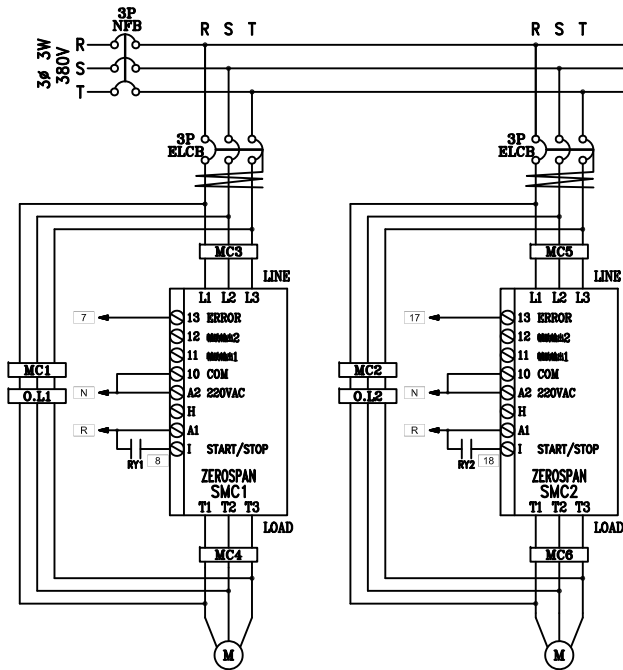 3P
NFB
3ø 3W
380V
R
S
T
R S T
R S T
3P
ELCB
3P
ELCB
MC3
LINE
L1 L2 L3
7
13 ERROR
12
11
10 COM
N
A2 220VAC
H
R
A1
I START/STOP
RY1
8
ZEROSPAN
SMC1
T1 T2 T3
LOAD
MC4
MC1
O.L1
M
MC5
LINE
L1 L2 L3
17
13 ERROR
12
11
10 COM
N
A2 220VAC
H
R
A1
I START/STOP
RY2
18
ZEROSPAN
SMC2
T1 T2 T3
LOAD
MC6
MC2
O.L2
M